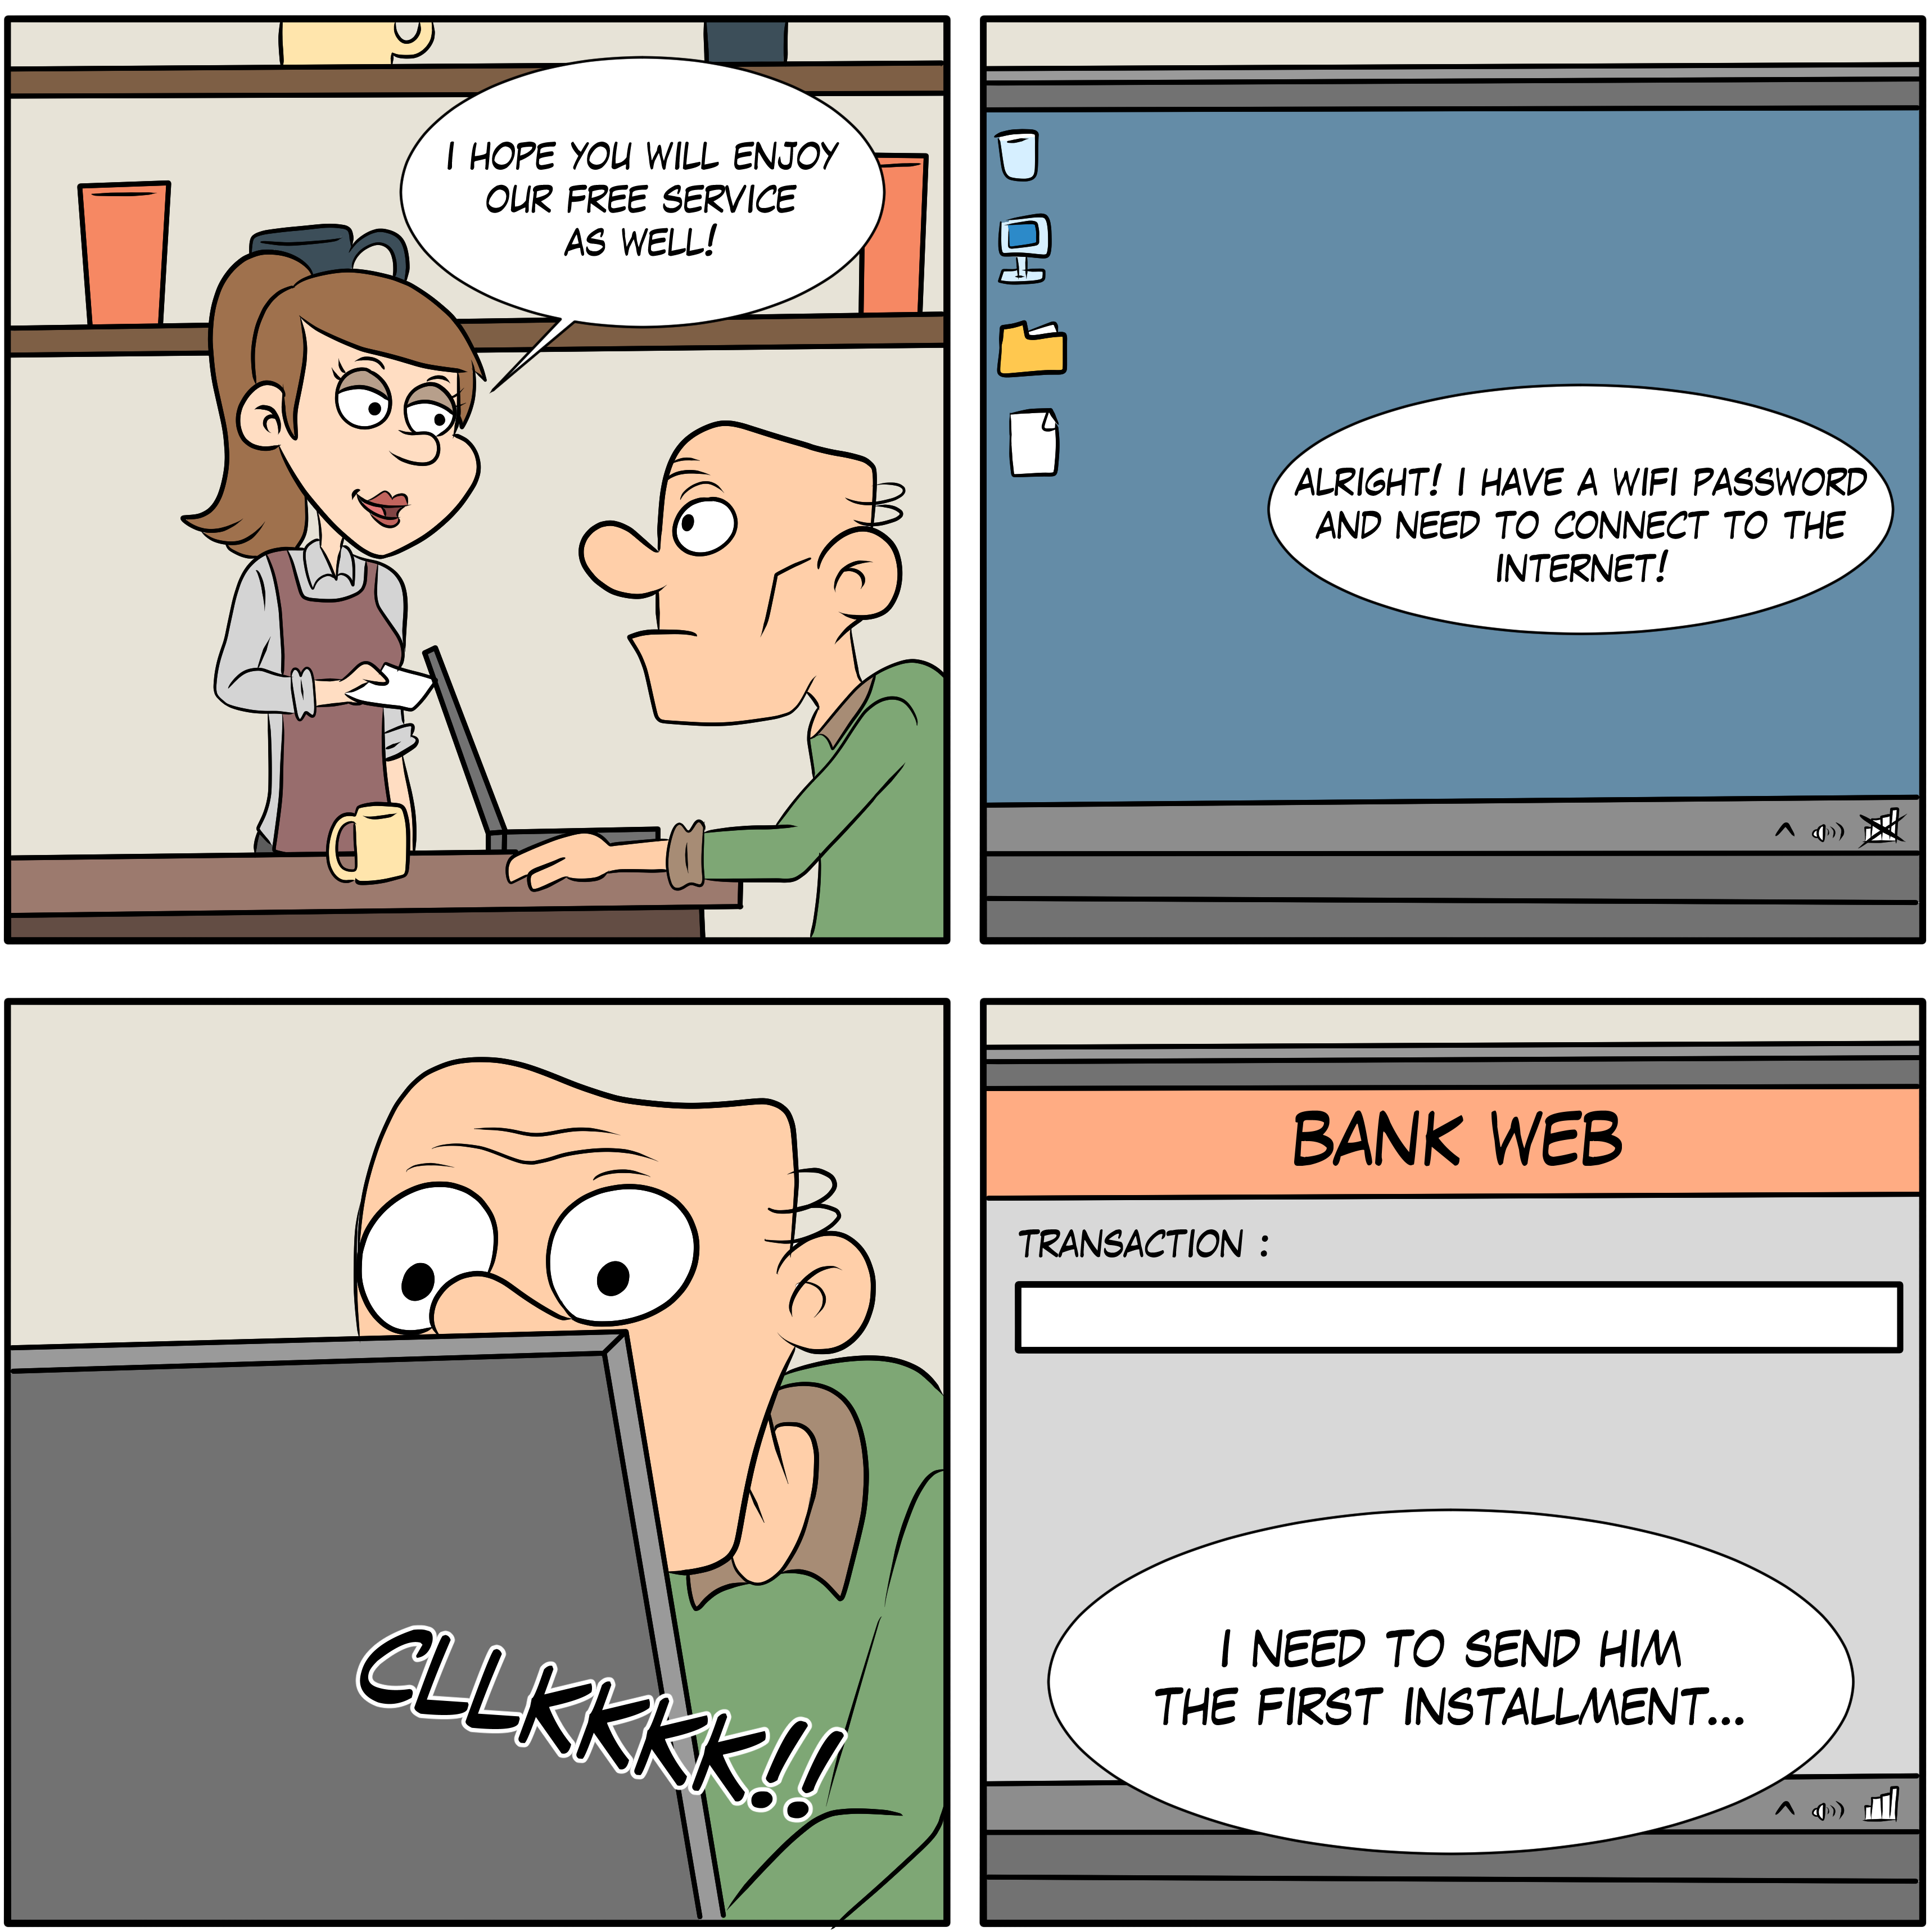 I HOPE YOU WILL ENJOY
OUR FREE SERVICE
AS WELL!
ALRIGHT! I HAVE A WIFI PASSWORD
AND NEED TO CONNECT TO THE
INTERNET!
CLLKKKK!!
BANK WEB
TRANSACTION :
I NEED TO SEND HIM
THE FIRST INSTALLMENT...